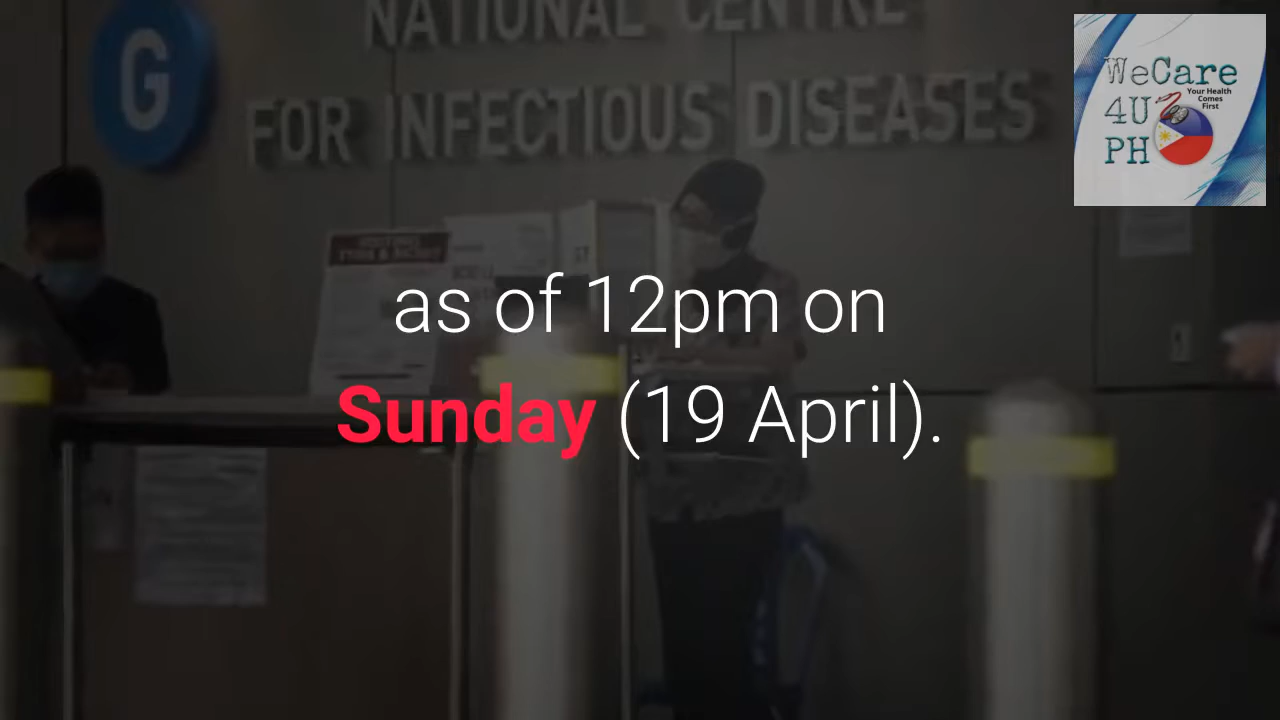 G
NATIONAL CENTRE
FOR INFECTIOUS DISEASES
WeCare
4U
PH
Your Health
Comes
First
as of 12pm on
Sunday (19 April).